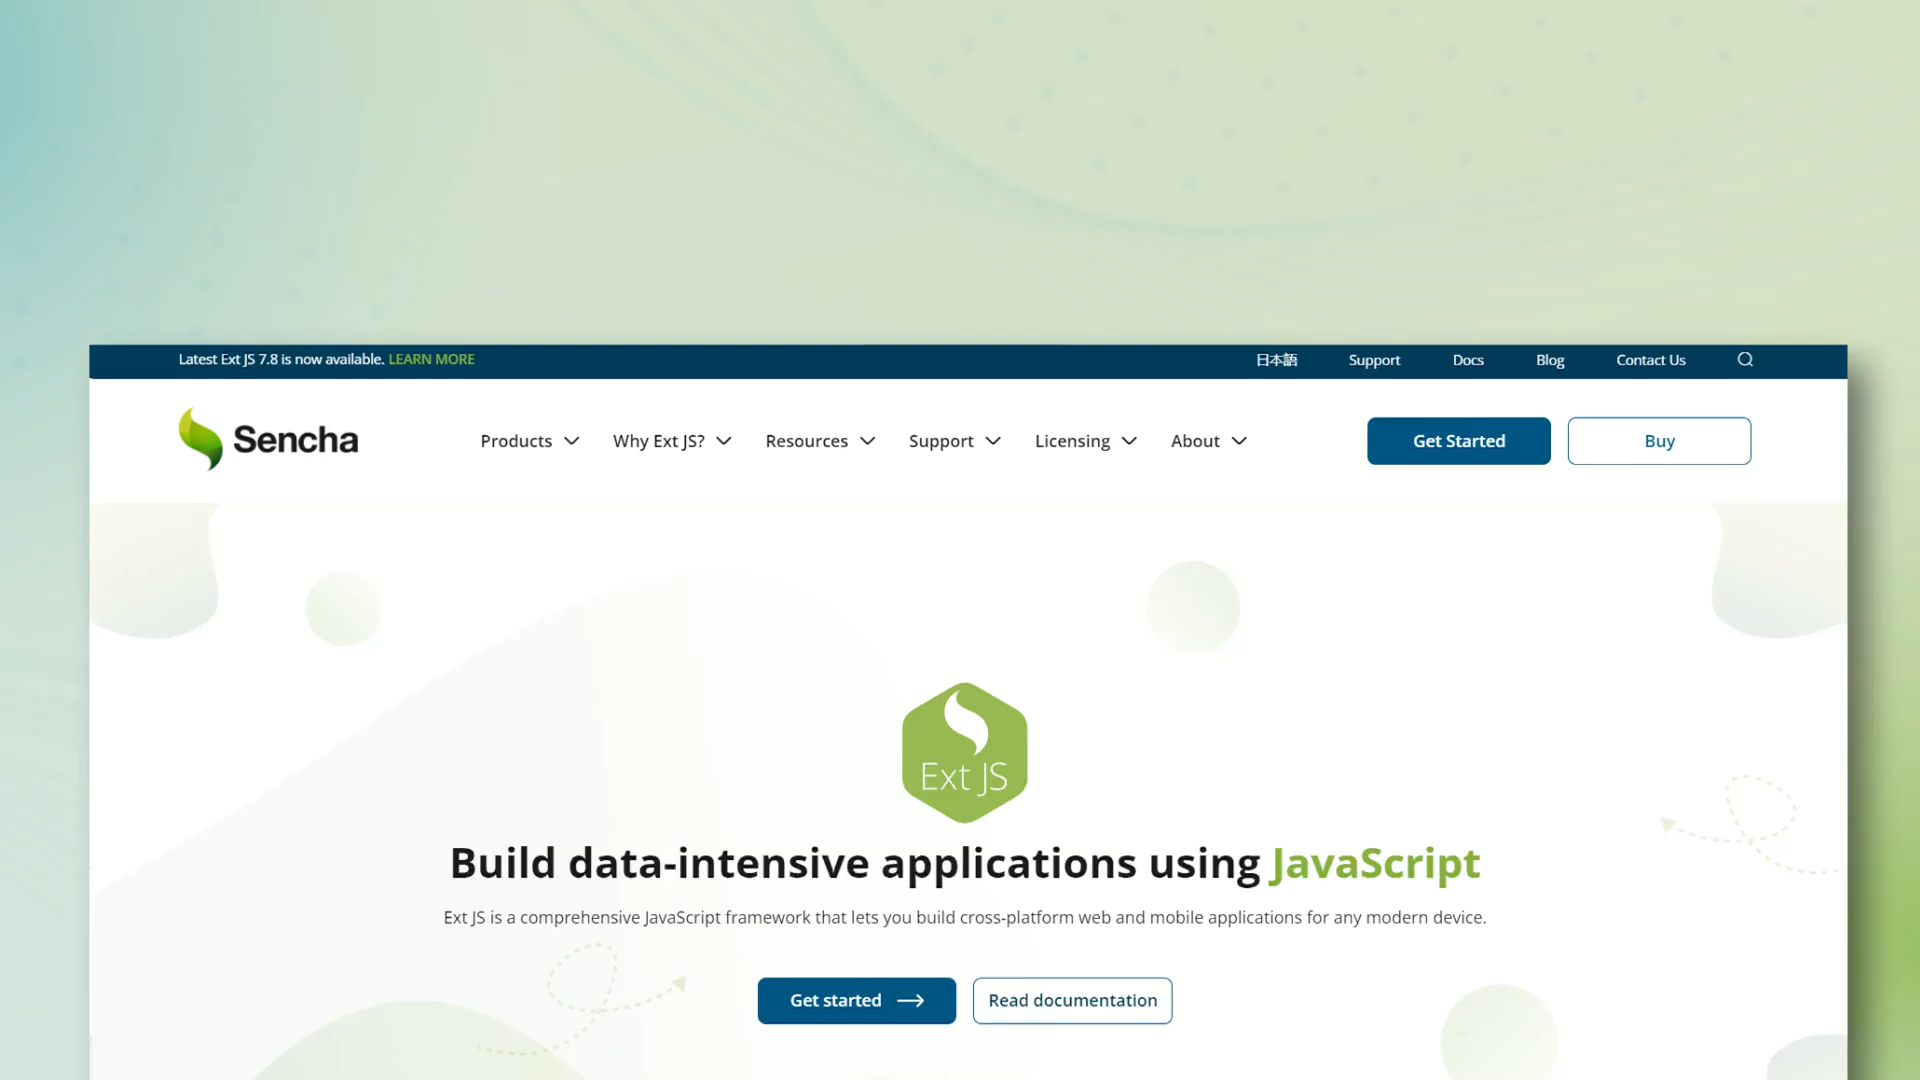 Latest Ext JS 7.8 is now available. LEARN MORE
日本語 Support Docs Blog Contact Us
Sencha
Products Why Ext JS? Resources Support Licensing About
Get Started Buy
Ext JS
Build data-intensive applications using JavaScript
Ext JS is a comprehensive JavaScript framework that lets you build cross-platform web and mobile applications for any modern device.
Get started Read documentation